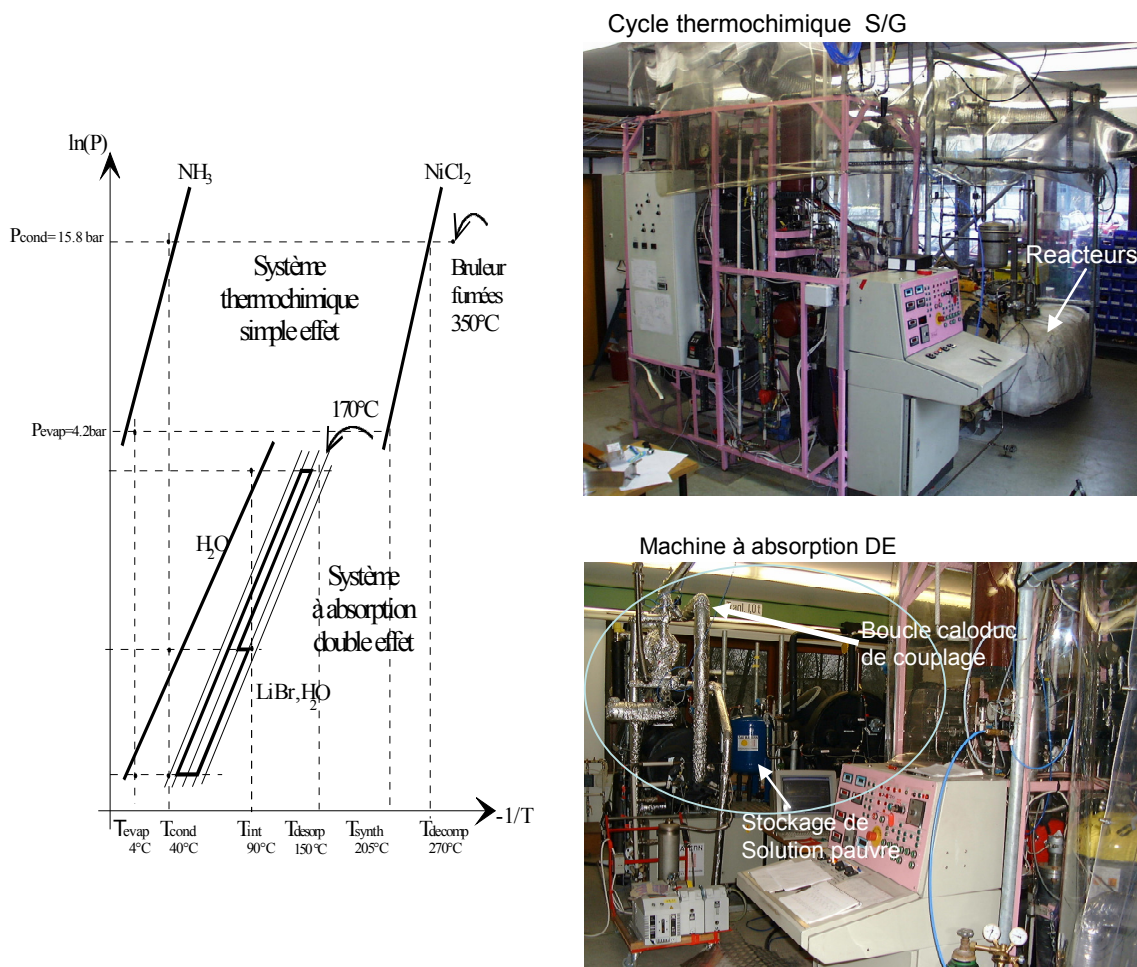 Cycle thermochimique S/G
ln(P)
NH3
NiCl2
Pcond=15.8 bar
Système
thermochimique
simple effet
Bruleur
fumées
350°C
Reacteurs
Pevap=4.2bar
170°C
H2O
Système
à absorption
double effet
LiBr,H2O
-1/T
Tevap
4°C
Tcond
40°C
Tint
90°C
Tdesorp
150°C
Tsynth
205°C
Tdecomp
270°C
Machine à absorption DE
Boucle caloduc
de couplage
Stockage de
Solution pauvre